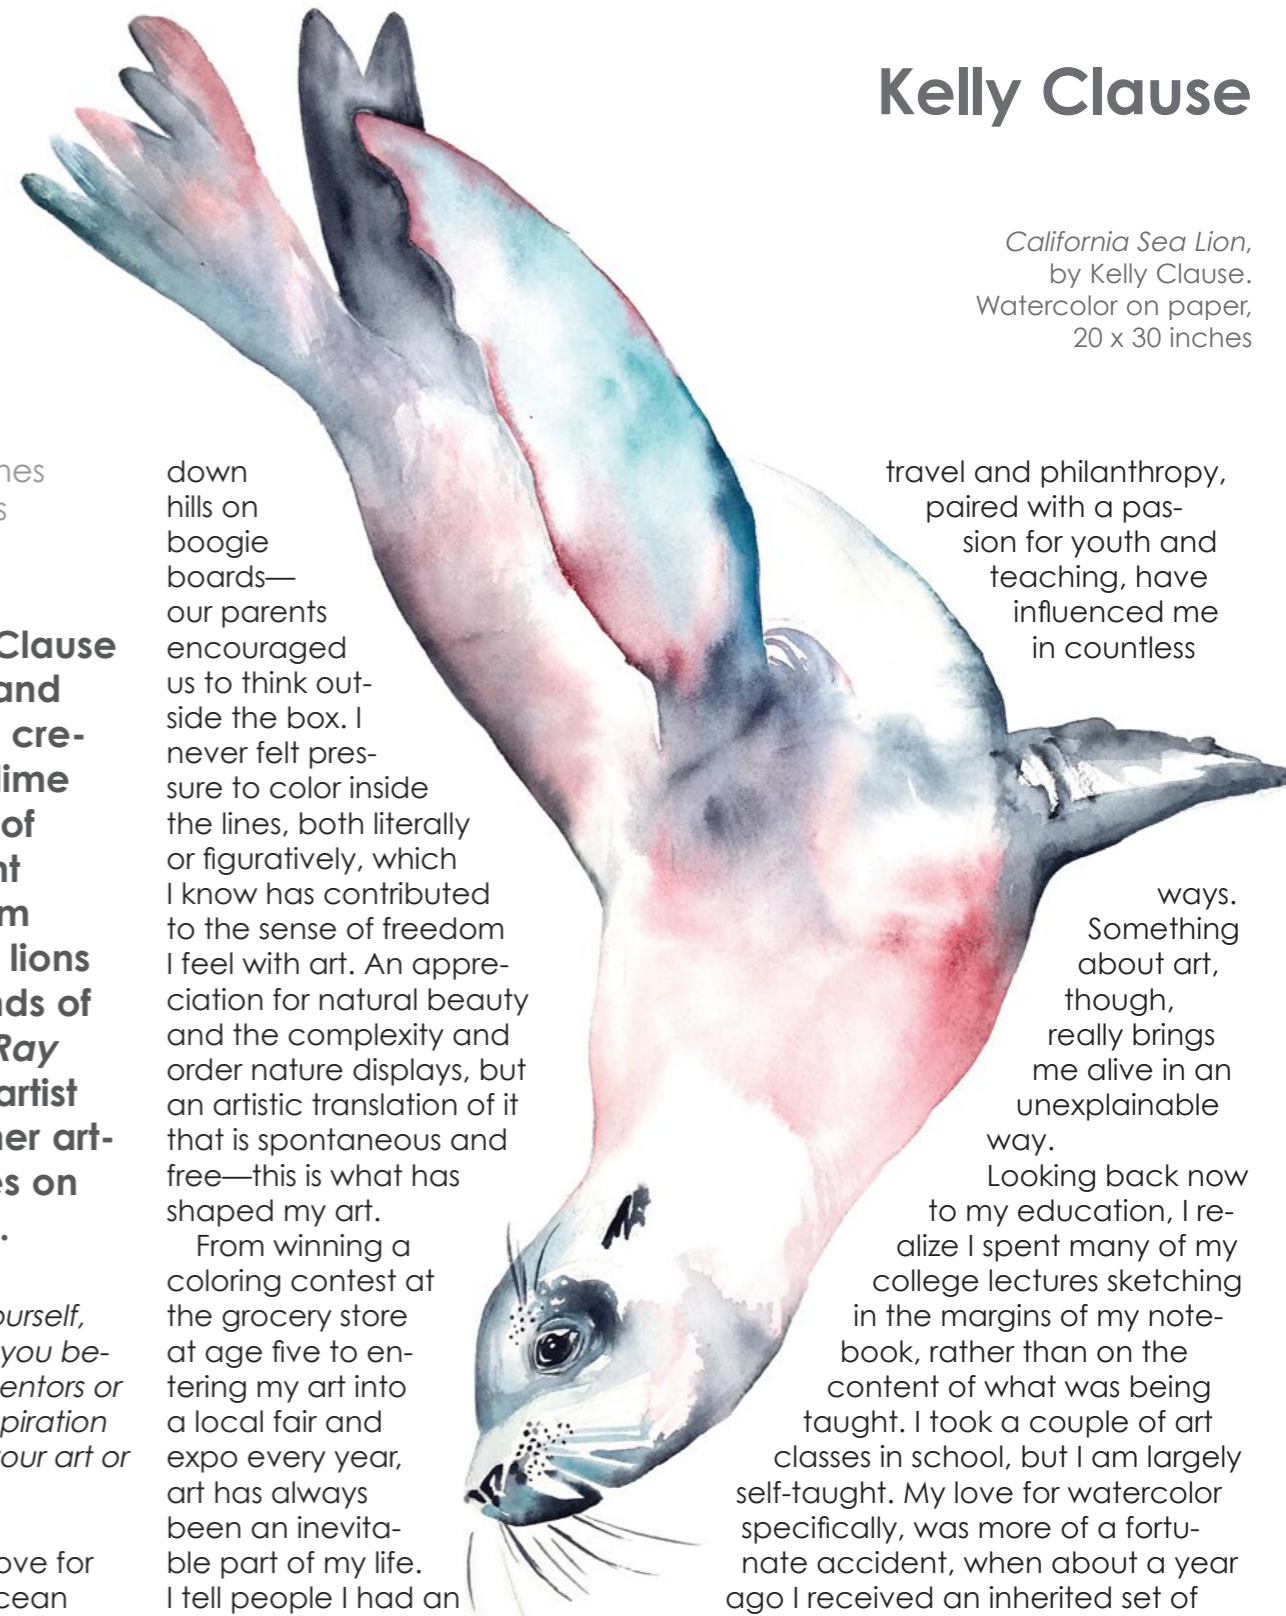 Kelly Clause
California Sea Lion,
by Kelly Clause.
Watercolor on paper,
20 x 30 inches
Clause
and
cre-
of
lions
of
Ray
artist
art-
on
you be-
or
your art or
love for
down
hills on
boogie
boards—
our parents
encouraged
us to think out-
side the box. I
never felt pres-
sure to color inside
the lines, both literally
or figuratively, which
I know has contributed
to the sense of freedom
I feel with art. An appre-
ciation for natural beauty
and the complexity and
order nature displays, but
an artistic translation of it
that is spontaneous and
free—this is what has
shaped my art.
From winning a
coloring contest at
the grocery store
at age five to en-
tering my art into
a local fair and
expo every year,
art has always
been an inevita-
ble part of my life.
I tell people I had an
travel and philanthropy,
paired with a pas-
sion for youth and
teaching, have
influenced me
in countless
ways.
Something
about art,
though,
really brings
me alive in an
unexplainable
way.
Looking back now
to my education, I re-
alize I spent many of my
college lectures sketching
in the margins of my note-
book, rather than on the
content of what was being
taught. I took a couple of art
classes in school, but I am largely
self-taught. My love for watercolor
specifically, was more of a fortu-
nate accident, when about a year
ago I received an inherited set of